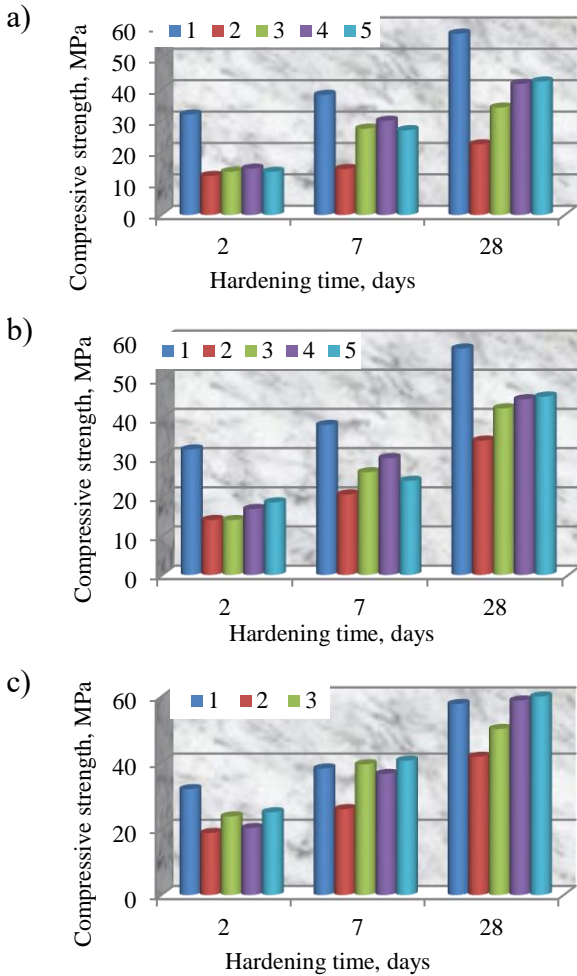 a)
Compressive strength, MPa
60
50
40
30
20
10
0
1 2 3 4 5
2 7 28
Hardening time, days
b)
Compressive strength, MPa
60
50
40
30
20
10
0
1 2 3 4 5
2 7 28
Hardening time, days
c)
Compressive strength, MPa
60
40
20
0
1 2 3
2 7 28
Hardening time, days